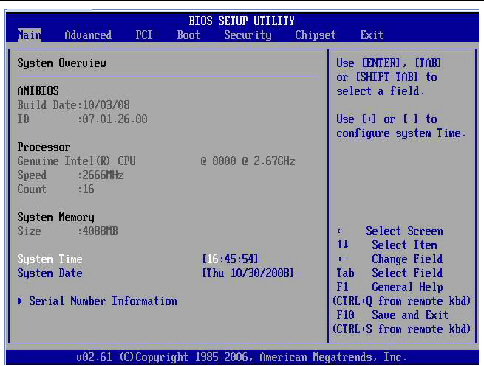 BIOS SETUP UTILITY
Main Advanced PCI Boot Security Chipset Exit
System Overview
AMIBIOS
Build Date:10/03/08
ID :07.01.26.00
Processor
Genuine Intel(R) CPU @ 0000 @ 2.67GHz
Speed :2666MHz
Count :16
System Memory
Size :4088MB
System Time [16:45:54]
System Date [Thu 10/30/2008]
Serial Number Information
Use [ENTER], [TAB]
or [SHIFT TAB] to
select a field.
Use [+] or [ ] to
configure system Time.
Select Screen
↑↓ Select Item
Change Field
Tab Select Field
F1 General Help
(CTRL+Q from remote kbd)
F10 Save and Exit
(CTRL+S from remote kbd)
v02.61 (C)Copyright 1985 2006, American Megatrends, Inc.